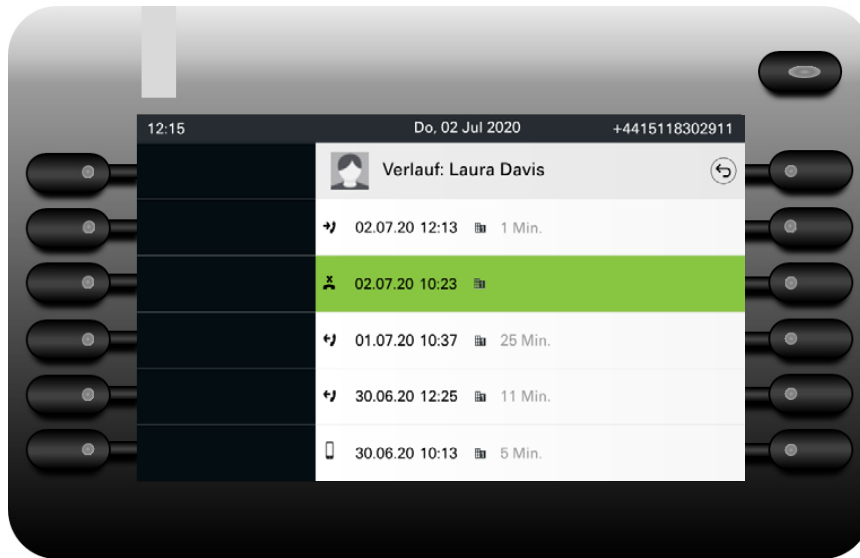 12:15 Do, 02 Jul 2020 +4415118302911
Verlauf: Laura Davis
02.07.20 12:13 1 Min.
02.07.20 10:23
01.07.20 10:37 25 Min.
30.06.20 12:25 11 Min.
30.06.20 10:13 5 Min.